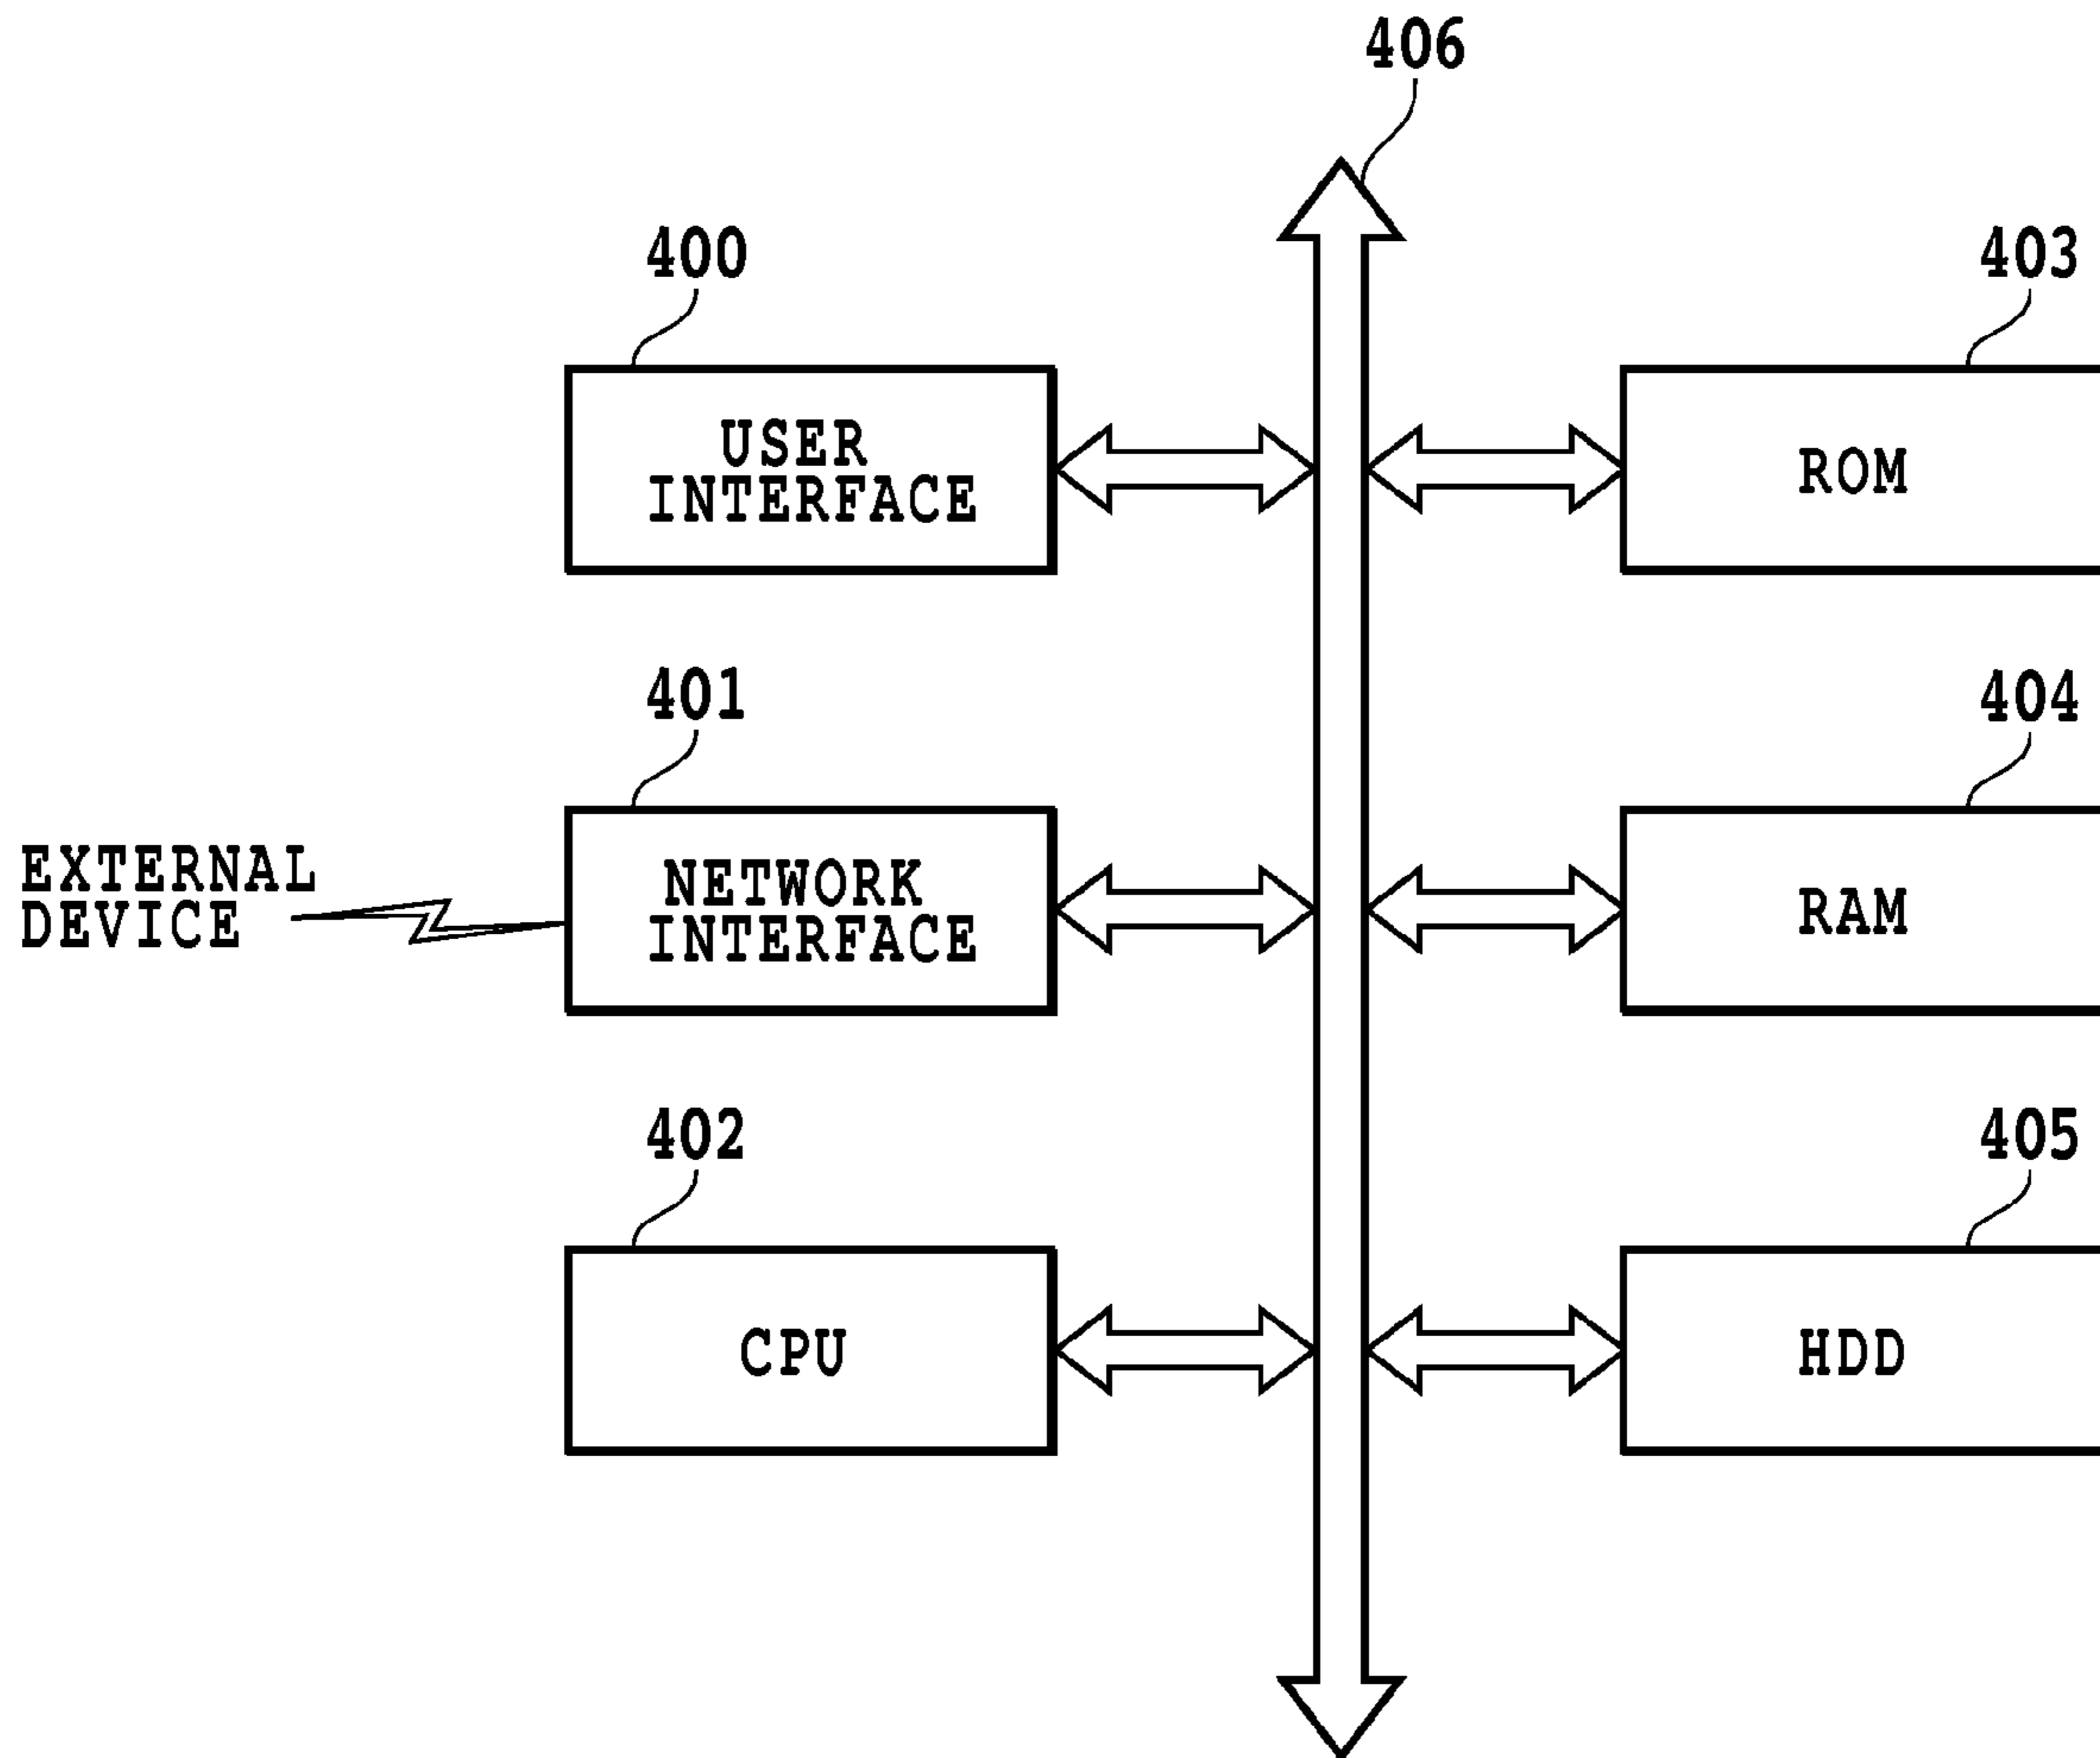 406
400
403
USER
INTERFACE
ROM
401
404
EXTERNAL
DEVICE
NETWORK
INTERFACE
RAM
402
405
CPU
HDD